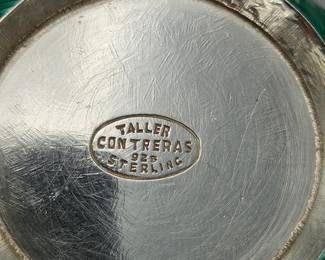 TALLER
CONTRERAS
925
STERLING